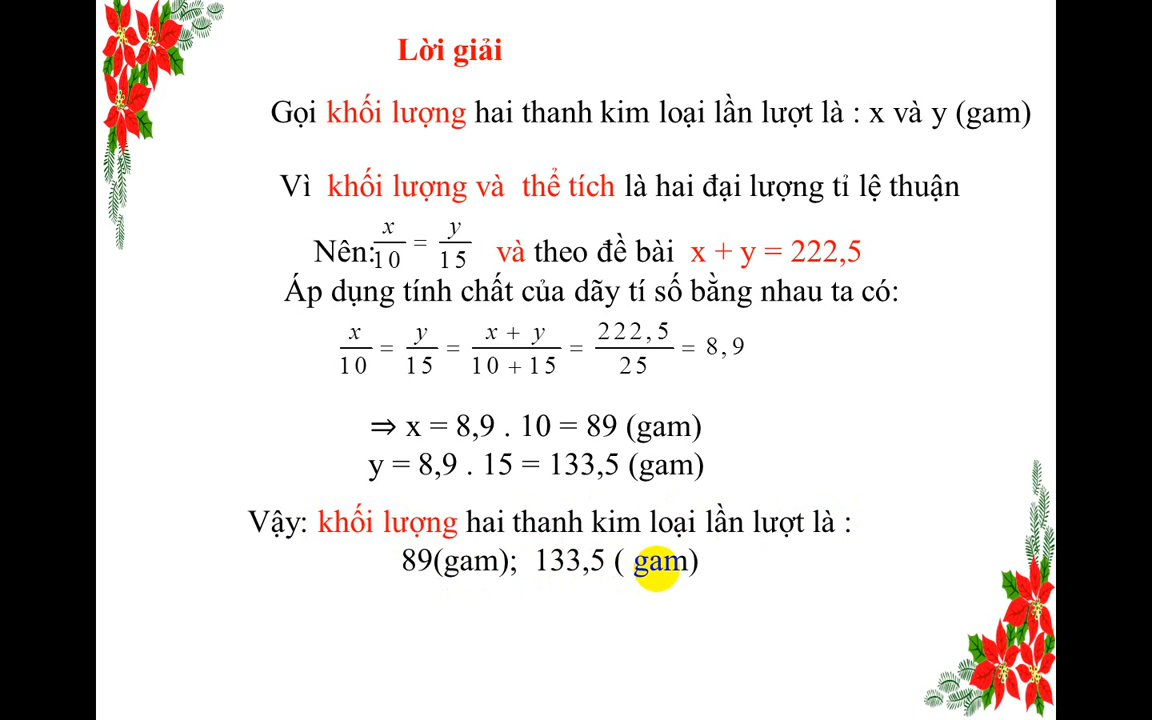 Lời giải
Gọi khối lượng hai thanh kim loại lần lượt là : x và y (gam)
Vì khối lượng và thể tích là hai đại lượng tỉ lệ thuận
Nên: x/10 = y/15 và theo đề bài x + y = 222,5
Áp dụng tính chất của dãy tí số bằng nhau ta có:
x/10 = y/15 = (x + y)/(10 + 15) = 222,5/25 = 8,9
⇒ x = 8,9 . 10 = 89 (gam)
y = 8,9 . 15 = 133,5 (gam)
Vậy: khối lượng hai thanh kim loại lần lượt là :
89(gam); 133,5 ( gam)